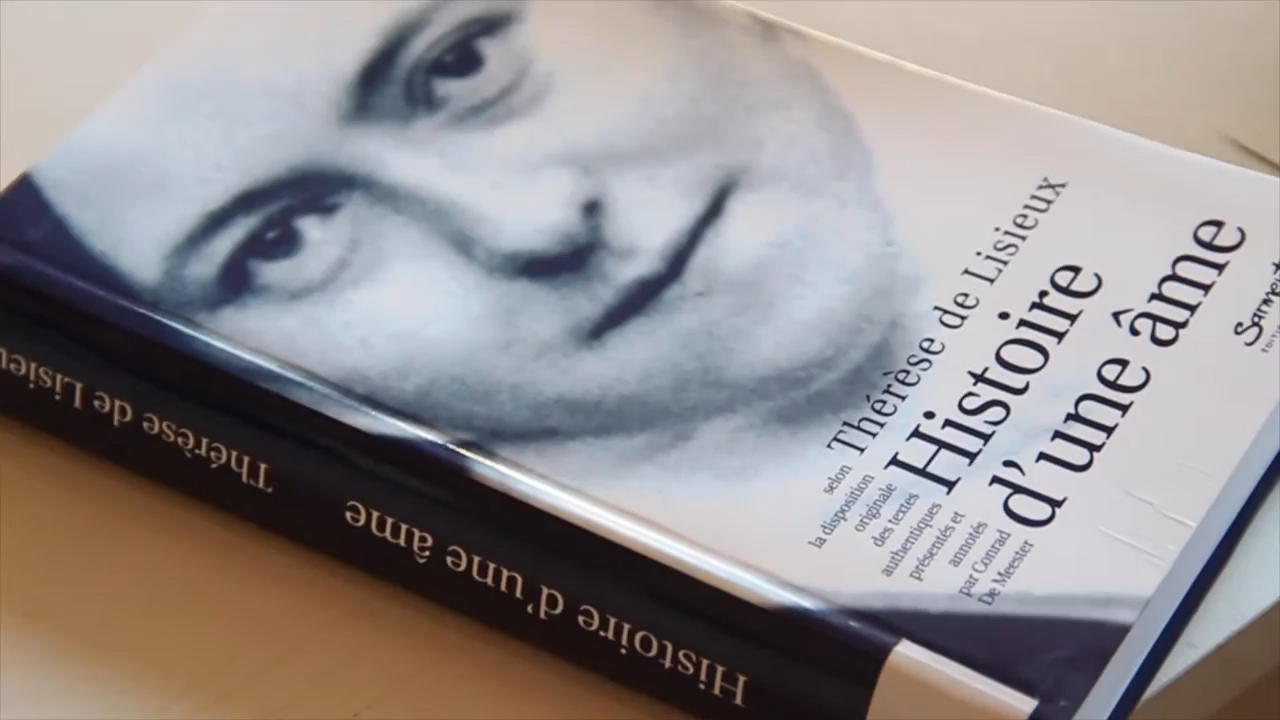 Thérèse de Lisieux
Histoire
d'une âme
selon
la disposition
originale
des textes
authentiques
présentés et
annotés
par Conrad
De Meester
Histoire d'une âme
Thérèse de